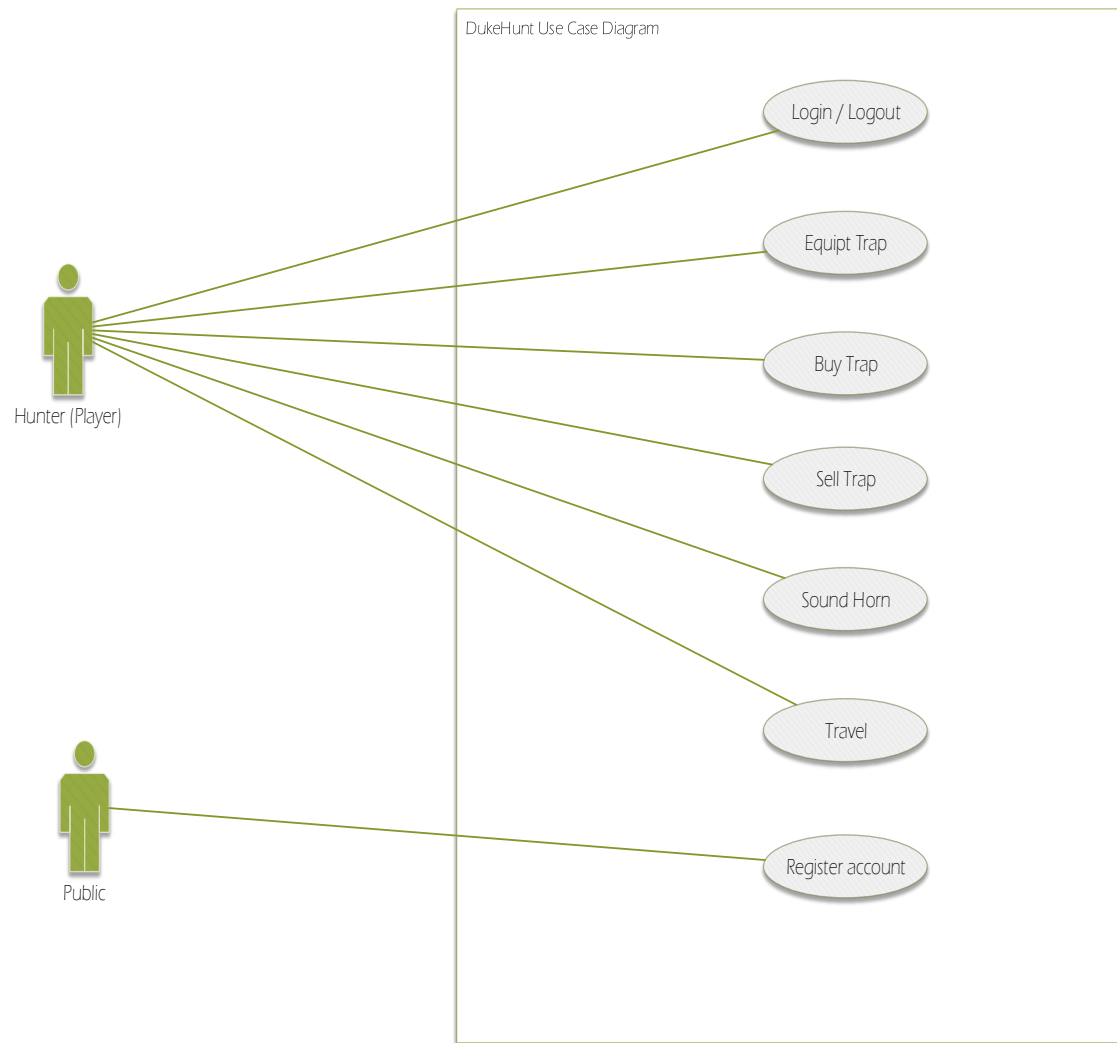 DukeHunt Use Case Diagram
Login / Logout
Equipt Trap
Buy Trap
Hunter (Player)
Sell Trap
Sound Horn
Travel
Register account
Public